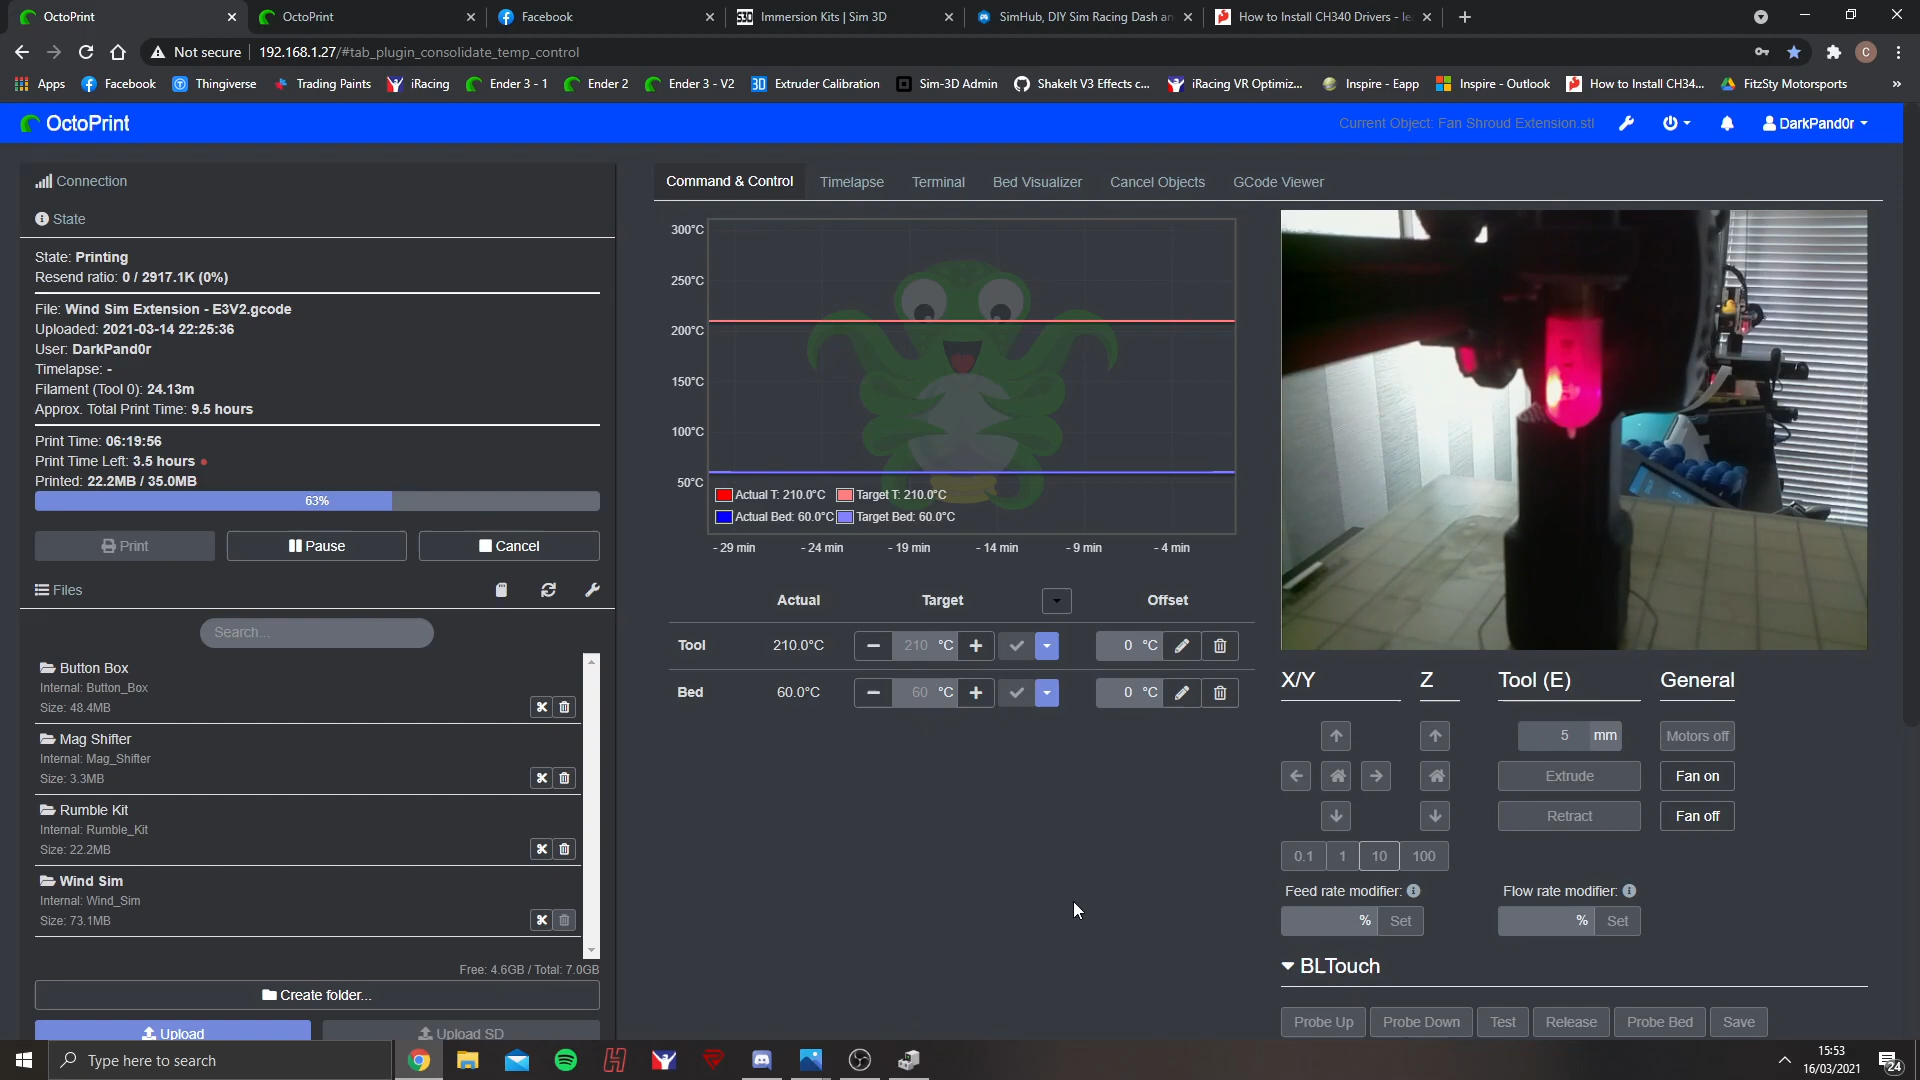 OctoPrint
OctoPrint
Facebook
Immersion Kits | Sim 3D
SimHub, DIY Sim Racing Dash an
How to Install CH340 Drivers - le
Not secure
192.168.1.27/#tab_plugin_consolidate_temp_control
C
Apps
Facebook
Thingiverse
Trading Paints
iRacing
Ender 3 - 1
Ender 2
Ender 3 - V2
Extruder Calibration
Sim-3D Admin
ShakeIt V3 Effects c...
iRacing VR Optimiz...
Inspire - Eapp
Inspire - Outlook
How to Install CH34...
FitzSty Motorsports
»
OctoPrint
Current Object: Fan Shroud Extension.stl
DarkPand0r
Connection
State
State: Printing
Resend ratio: 0 / 2917.1K (0%)
File: Wind Sim Extension - E3V2.gcode
Uploaded: 2021-03-14 22:25:36
User: DarkPand0r
Timelapse: -
Filament (Tool 0): 24.13m
Approx. Total Print Time: 9.5 hours
Print Time: 06:19:56
Print Time Left: 3.5 hours
Printed: 22.2MB / 35.0MB
63%
Print
Pause
Cancel
Files
Search...
Button Box
Internal: Button_Box
Size: 48.4MB
Mag Shifter
Internal: Mag_Shifter
Size: 3.3MB
Rumble Kit
Internal: Rumble_Kit
Size: 22.2MB
Wind Sim
Internal: Wind_Sim
Size: 73.1MB
Free: 4.6GB / Total: 7.0GB
Create folder...
Upload
Upload SD
Command & Control
Timelapse
Terminal
Bed Visualizer
Cancel Objects
GCode Viewer
300°C
250°C
200°C
150°C
100°C
50°C
Actual T: 210.0°C
Target T: 210.0°C
Actual Bed: 60.0°C
Target Bed: 60.0°C
- 29 min
- 24 min
- 19 min
- 14 min
- 9 min
- 4 min
Actual
Target
Offset
Tool
210.0°C
210 °C
0 °C
Bed
60.0°C
60 °C
0 °C
X/Y
Z
Tool (E)
General
5 mm
Motors off
Extrude
Fan on
Retract
Fan off
0.1
1
10
100
Feed rate modifier:
Flow rate modifier:
% Set
% Set
BLTouch
Probe Up
Probe Down
Test
Release
Probe Bed
Save
Type here to search
15:53
16/03/2021
24